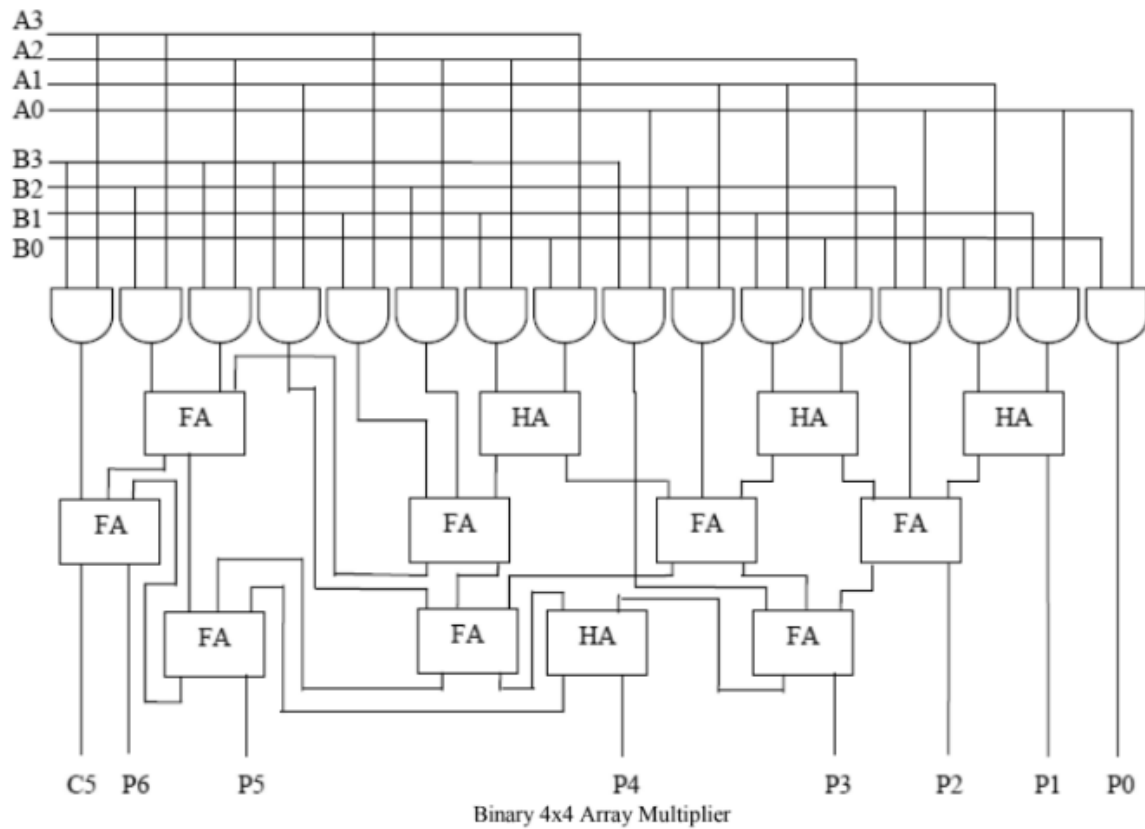 A3
A2
A1
A0
B3
B2
B1
B0
FA
HA
HA
HA
FA
FA
FA
FA
FA
FA
HA
FA
C5 P6 P5 P4 P3 P2 P1 P0
Binary 4x4 Array Multiplier